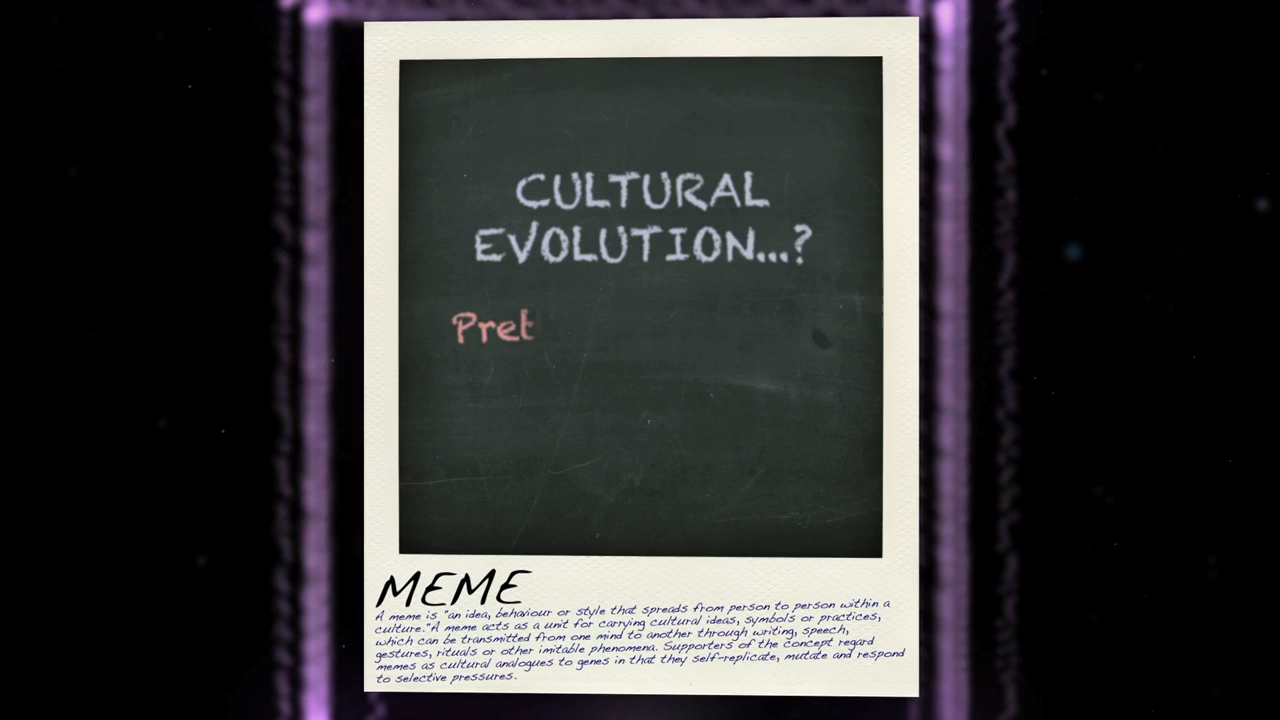 CULTURAL
EVOLUTION...?
Pret
MEME
A meme is "an idea, behaviour or style that spreads from person to person within a
culture."A meme acts as a unit for carrying cultural ideas, symbols or practices,
which can be transmitted from one mind to another through writing, speech,
gestures, rituals or other imitable phenomena. Supporters of the concept regard
memes as cultural analogues to genes in that they self-replicate, mutate and respond
to selective pressures.